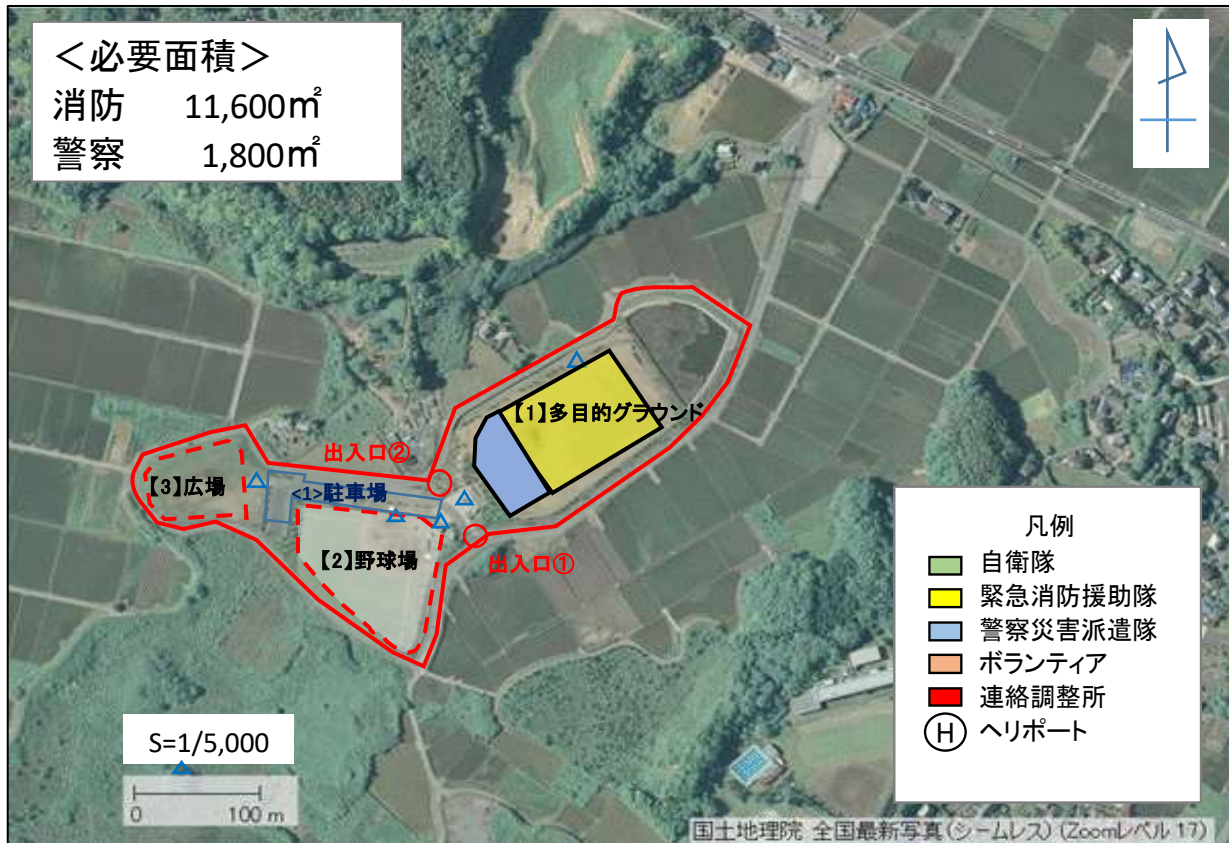 ＜必要面積＞
消防　11,600㎡
警察　1,800㎡
【1】多目的グラウンド
出入口②
【3】広場
<1>駐車場
【2】野球場
出入口①
凡例
自衛隊
緊急消防援助隊
警察災害派遣隊
ボランティア
連絡調整所
H ヘリポート
S=1/5,000
0 100 m
国土地理院 全国最新写真(シームレス) (Zoomレベル 17)